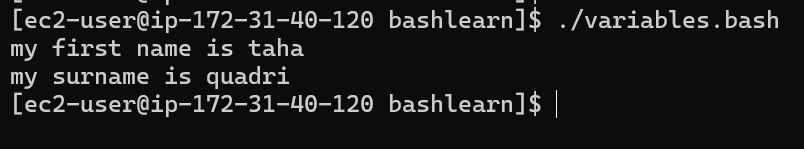 [ec2-user@ip-172-31-40-120 bashlearn]$ ./variables.bash
my first name is taha
my surname is quadri
[ec2-user@ip-172-31-40-120 bashlearn]$